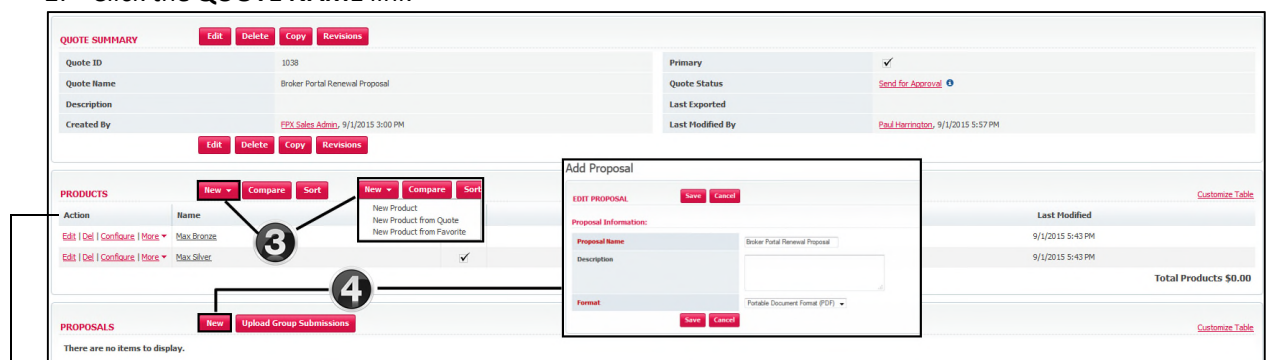 QUOTE SUMMARY Edit Delete Copy Revisions
Quote ID 1038 Primary
Quote Name Broker Portal Renewal Proposal Quote Status Send for Approval
Description Last Exported
Created By FPX Sales Admin, 9/1/2015 3:00 PM Last Modified By Paul Harrington, 9/1/2015 5:57 PM
Edit Delete Copy Revisions
PRODUCTS New Compare Sort New Compare Sort Customize Table
New Product
New Product from Quote
New Product from Favorite
Action Name Last Modified
Edit | Del | Configure | More Max Bronze 9/1/2015 5:43 PM
Edit | Del | Configure | More Max Silver 9/1/2015 5:43 PM
3
4
Total Products $0.00
Add Proposal
EDIT PROPOSAL Save Cancel
Proposal Information:
Proposal Name Broker Portal Renewal Proposal
Description
Format Portable Document Format (PDF)
Save Cancel
PROPOSALS New Upload Group Submissions Customize Table
There are no items to display.